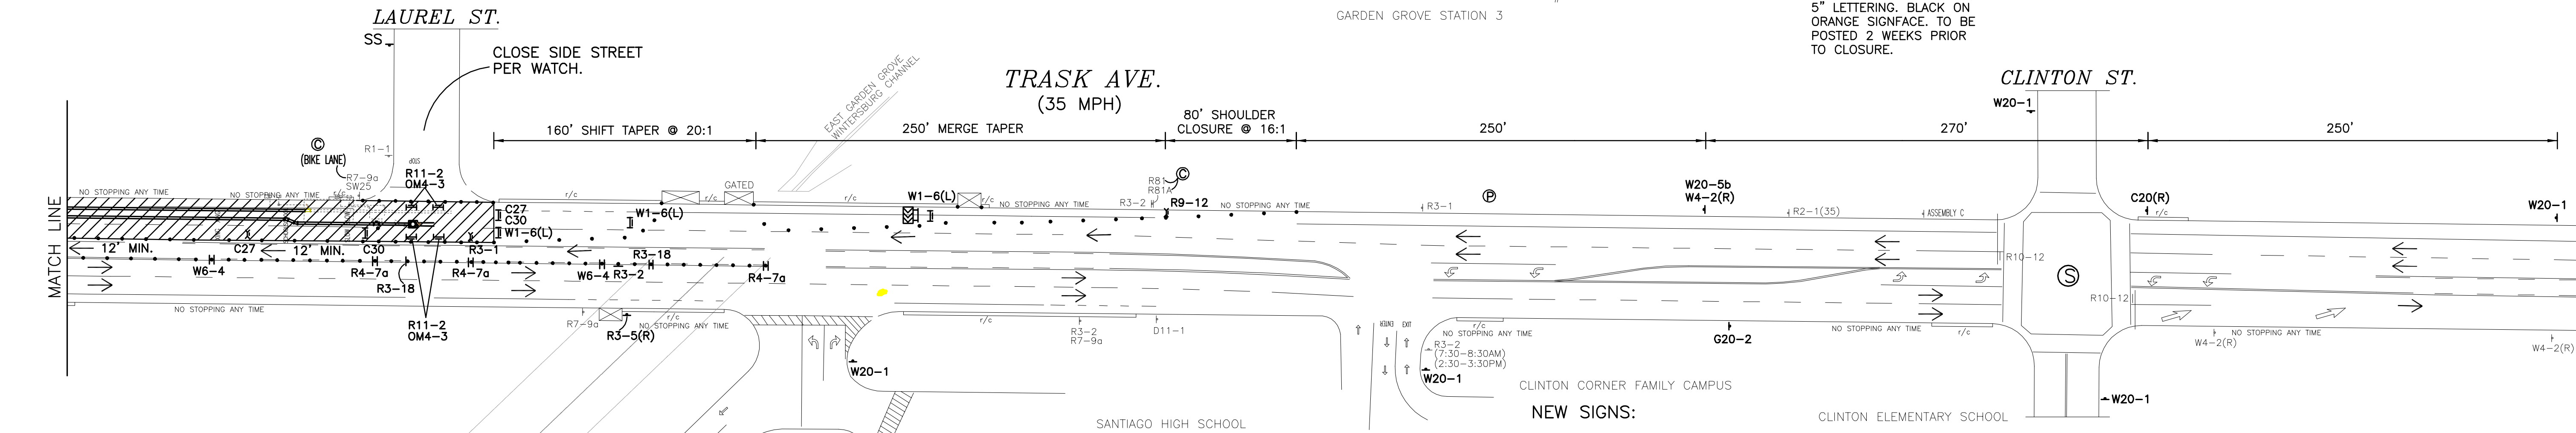 LAUREL ST.
GARDEN GROVE STATION 3
5" LETTERING. BLACK ON
ORANGE SIGNFACE. TO BE
POSTED 2 WEEKS PRIOR
TO CLOSURE.
SS
CLOSE SIDE STREET
PER WATCH.
EAST GARDEN GROVE
WINTERSBURG CHANNEL
TRASK AVE.
(35 MPH)
CLINTON ST.
W20-1
160' SHIFT TAPER @ 20:1
250' MERGE TAPER
80' SHOULDER
CLOSURE @ 16:1
250'
270'
250'
C
(BIKE LANE)
R1-1
STOP
R7-9a
SW25
R11-2
OM4-3
r/c
GATED
r/c
R81
R81A
C
P
W20-5b
W4-2(R)
NO STOPPING ANY TIME
NO STOPPING ANY TIME
r/c
C27
C30
W1-6(L)
W1-6(L)
W1-6(L)
r/c
NO STOPPING ANY TIME
R3-2
R9-12
NO STOPPING ANY TIME
R3-1
R2-1(35)
ASSEMBLY C
C20(R)
r/c
W20-1
MATCH LINE
12' MIN.
C27
12' MIN.
C30
R3-1
R3-18
R10-12
S
W6-4
R4-7a
R3-18
R4-7a
W6-4
R3-2
R4-7a
R10-12
NO STOPPING ANY TIME
R11-2
OM4-3
R7-9a
R3-5(R)
r/c
NO STOPPING ANY TIME
r/c
R3-2
R7-9a
D11-1
ENTER
EXIT
r/c
NO STOPPING ANY TIME
R3-2
(7:30-8:30AM)
(2:30-3:30PM)
G20-2
NO STOPPING ANY TIME
r/c
NO STOPPING ANY TIME
W4-2(R)
W4-2(R)
W20-1
W20-1
W20-1
CLINTON CORNER FAMILY CAMPUS
NEW SIGNS:
SANTIAGO HIGH SCHOOL
CLINTON ELEMENTARY SCHOOL